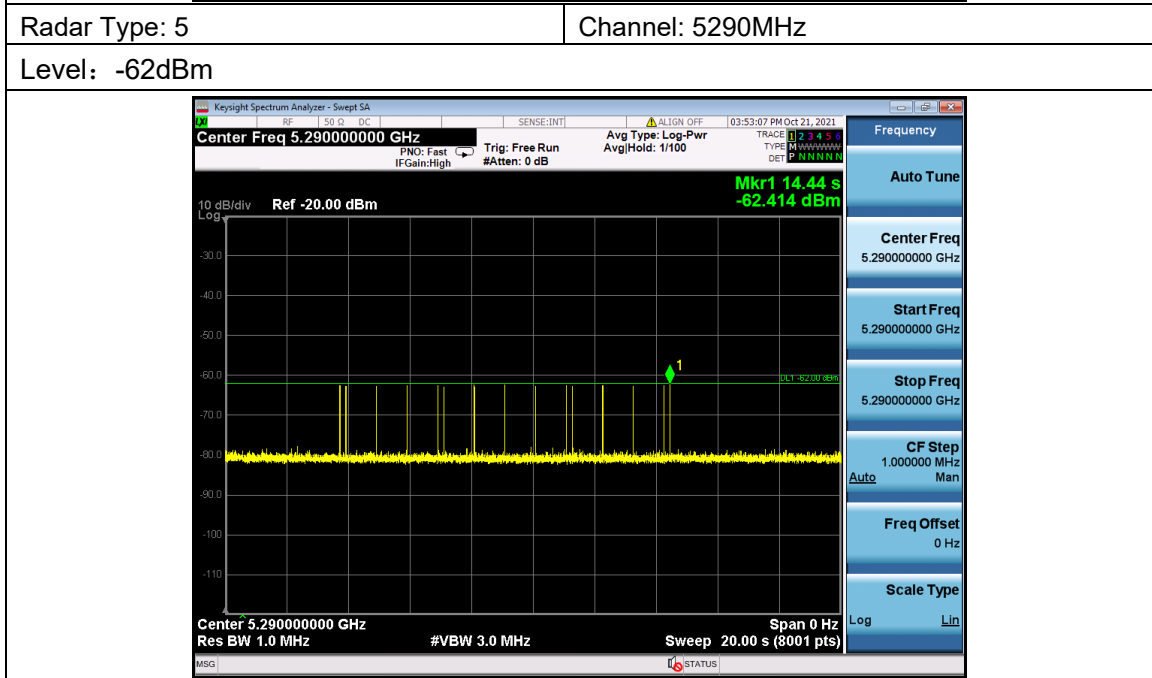 Radar Type: 5
Channel: 5290MHz
Level：-62dBm
Keysight Spectrum Analyzer - Swept SA
LXI RF 50 Ω DC SENSE:INT ALIGN OFF 03:53:07 PM Oct 21, 2021
Center Freq 5.290000000 GHz
PNO: Fast
IFGain:High
Trig: Free Run
#Atten: 0 dB
Avg Type: Log-Pwr
Avg|Hold: 1/100
TRACE 1 2 3 4 5 6
TYPE M WWWWW
DET P N N N N N
Mkr1 14.44 s
-62.414 dBm
10 dB/div Ref -20.00 dBm
Log
-30.0
-40.0
-50.0
-60.0
-70.0
-80.0
-90.0
-100
-110
1
DL1 -62.00 dBm
Center 5.290000000 GHz
Span 0 Hz
Res BW 1.0 MHz
#VBW 3.0 MHz
Sweep 20.00 s (8001 pts)
MSG
STATUS
Frequency
Auto Tune
Center Freq
5.290000000 GHz
Start Freq
5.290000000 GHz
Stop Freq
5.290000000 GHz
CF Step
1.000000 MHz
Auto Man
Freq Offset
0 Hz
Scale Type
Log Lin